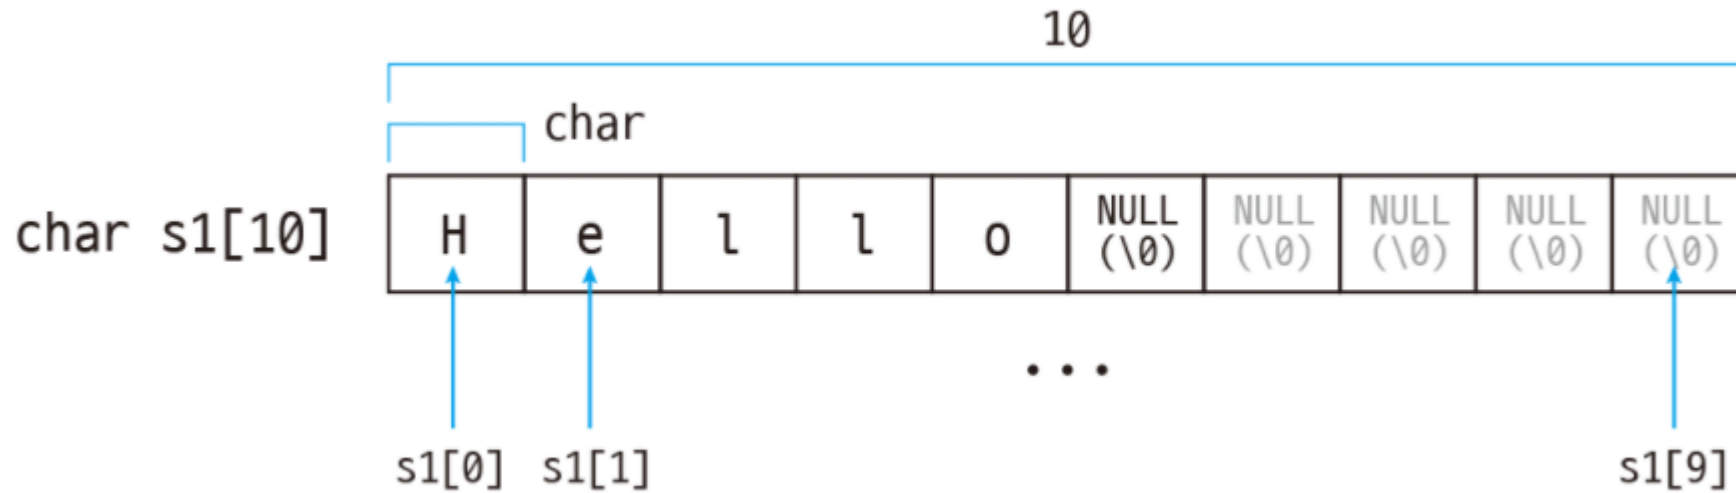 10
char
char s1[10] H e l l o NULL (\0) NULL (\0) NULL (\0) NULL (\0) NULL (\0)
...
s1[0] s1[1] s1[9]